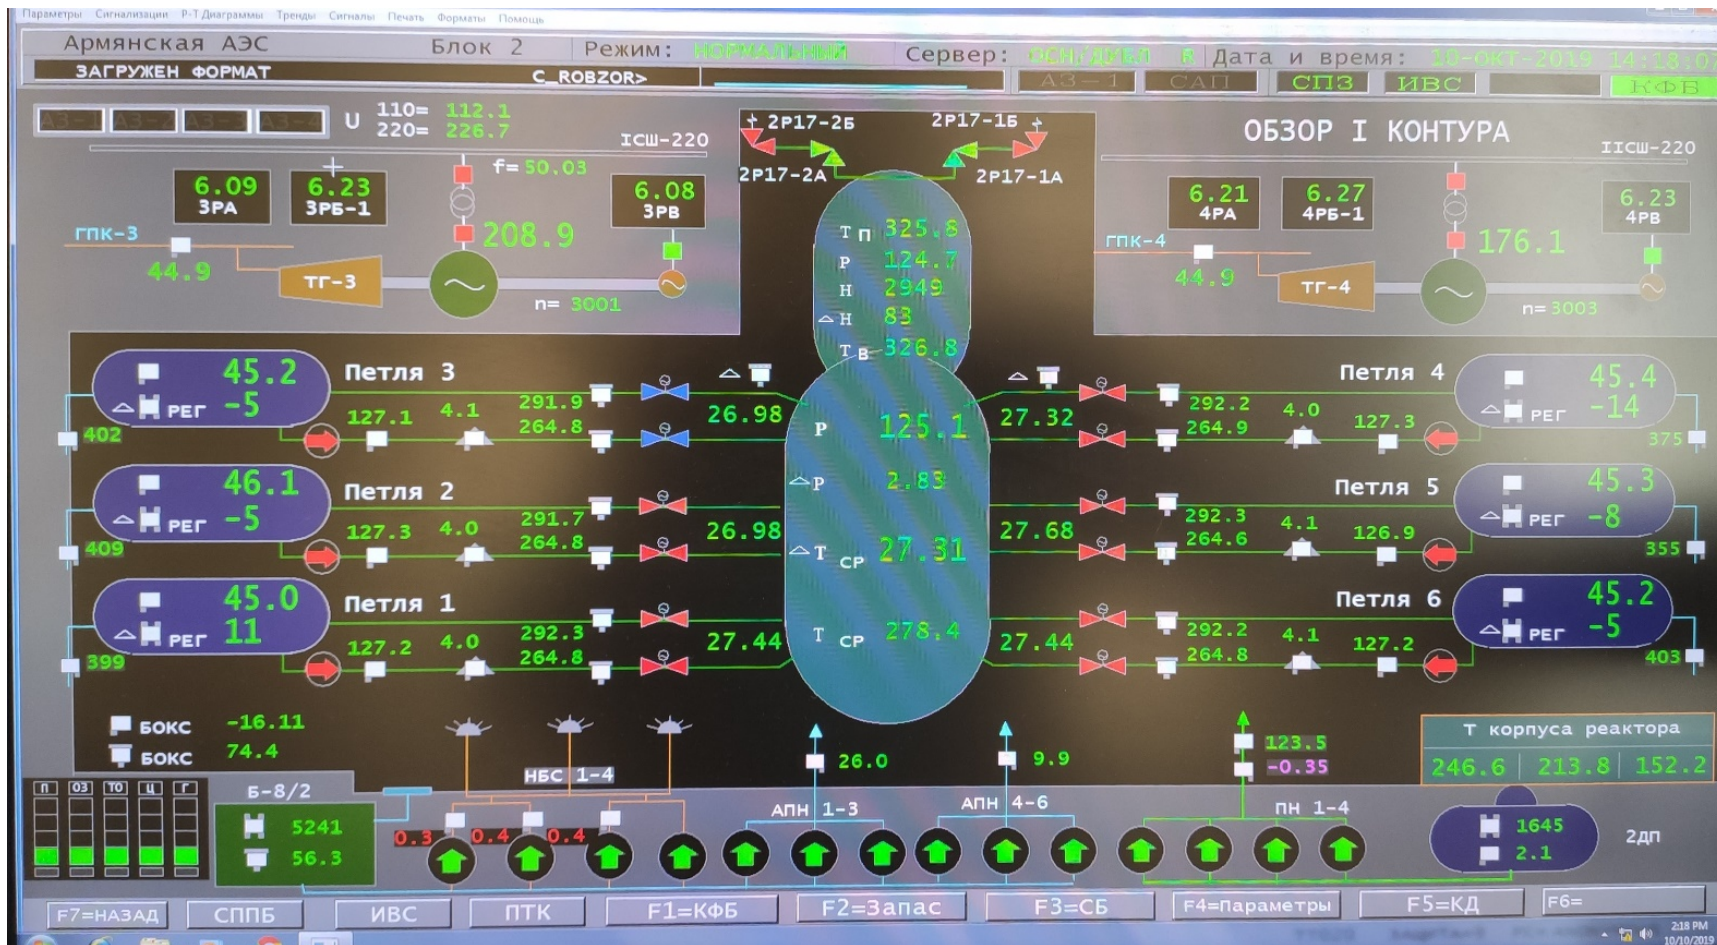 Параметры Сигнализации Р-Т Диаграммы Тренды Сигналы Печать Форматы Помощь
Армянская АЭС Блок 2 Режим: НОРМАЛЬНЫЙ Сервер: ОСН/ДУБЛ В Дата и время: 10-ОКТ-2019 14:18:07
ЗАГРУЖЕН ФОРМАТ C_ROBZOR> АЗ-1 САП СПЗ ИВС КФБ
АЗ-1 АЗ-2 АЗ-3 АЗ-4 U 110= 112.1
220= 226.7
IСШ-220
f= 50.03
6.09 3РА
6.23 3РБ-1
6.08 3РВ
208.9
ГПК-3
44.9
ТГ-3
n= 3001
2Р17-2Б 2Р17-1Б
2Р17-2А 2Р17-1А
ОБЗОР I КОНТУРА
IIСШ-220
6.21 4РА
6.27 4РБ-1
6.23 4РВ
176.1
ГПК-4
44.9
ТГ-4
n= 3003
Т П 325.8
Р 124.7
Н 2949
Н 83
Т В 326.8
Р 125.1
Р 2.83
Т СР 27.31
Т СР 278.4
45.2 Петля 3
РЕГ -5
402
127.1 4.1 291.9
264.8
26.98
46.1 Петля 2
РЕГ -5
409
127.3 4.0 291.7
264.8
26.98
45.0 Петля 1
РЕГ 11
399
127.2 4.0 292.3
264.8
27.44
Петля 4 45.4
РЕГ -14
375
27.32
292.2 4.0 127.3
264.9
Петля 5 45.3
РЕГ -8
355
27.68
292.3 4.1 126.9
264.6
Петля 6 45.2
РЕГ -5
403
27.44
292.2 4.1 127.2
264.8
БОКС -16.11
БОКС 74.4
НБС 1-4
26.0
9.9
123.5
-0.35
Т корпуса реактора
246.6 213.8 152.2
П ОЗ ТО Ц Г
Б-8/2
5241
56.3
0.3 0.4 0.4
АПН 1-3
АПН 4-6
ПН 1-4
1645
2.1
2ДП
F7=НАЗАД СППБ ИВС ПТК F1=КФБ F2=Запас F3=СБ F4=Параметры F5=КД F6=
2:18 PM
10/10/2019